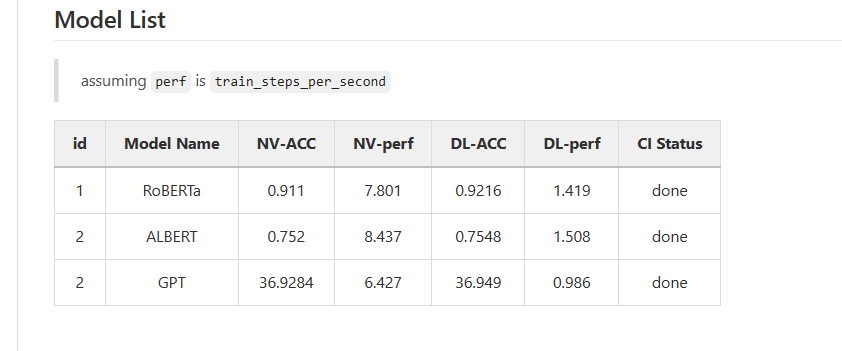 Model List
assuming perf is train_steps_per_second
id Model Name NV-ACC NV-perf DL-ACC DL-perf CI Status
1 RoBERTa 0.911 7.801 0.9216 1.419 done
2 ALBERT 0.752 8.437 0.7548 1.508 done
2 GPT 36.9284 6.427 36.949 0.986 done